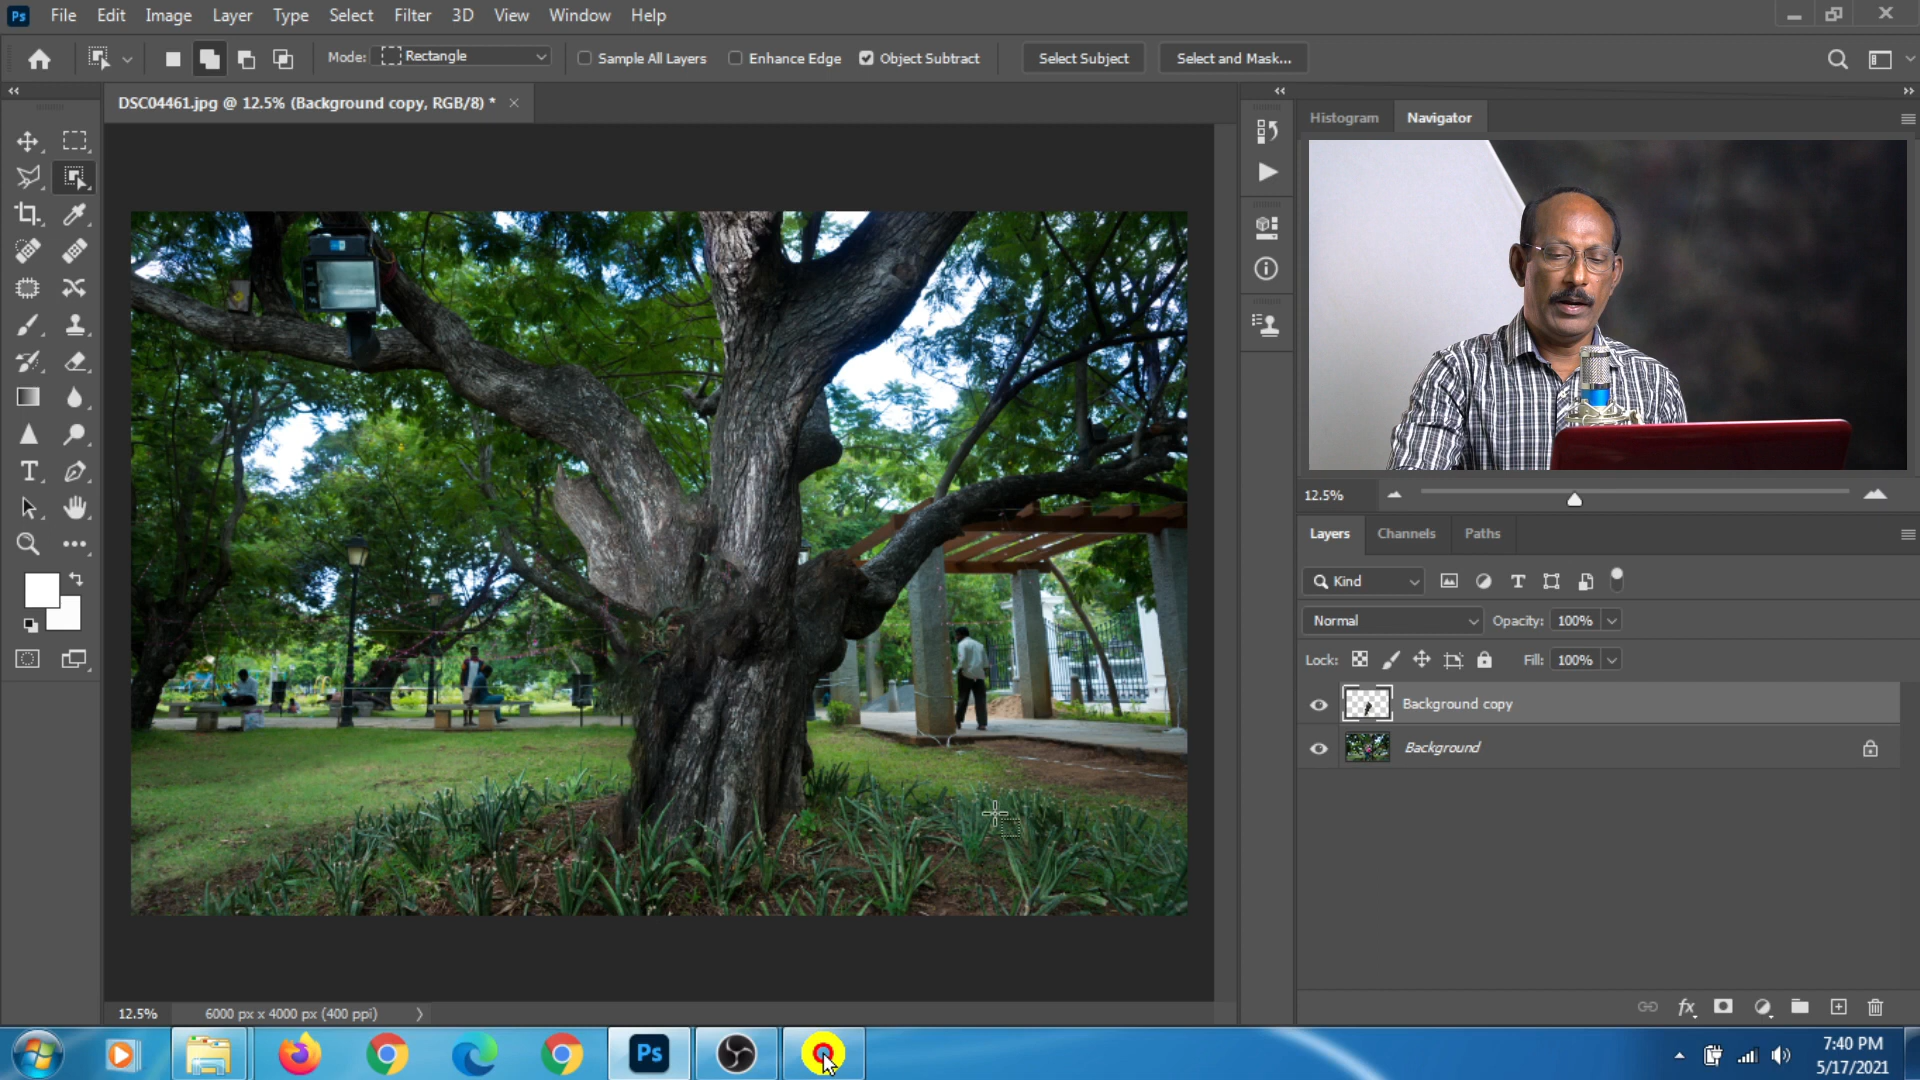 Ps File Edit Image Layer Type Select Filter 3D View Window Help
Mode: Rectangle Sample All Layers Enhance Edge Object Subtract Select Subject Select and Mask...
DSC04461.jpg @ 12.5% (Background copy, RGB/8) *
Histogram Navigator
12.5%
Layers Channels Paths
Kind
Normal Opacity: 100%
Lock: Fill: 100%
Background copy
Background
12.5% 6000 px x 4000 px (400 ppi)
Ps
7:40 PM
5/17/2021